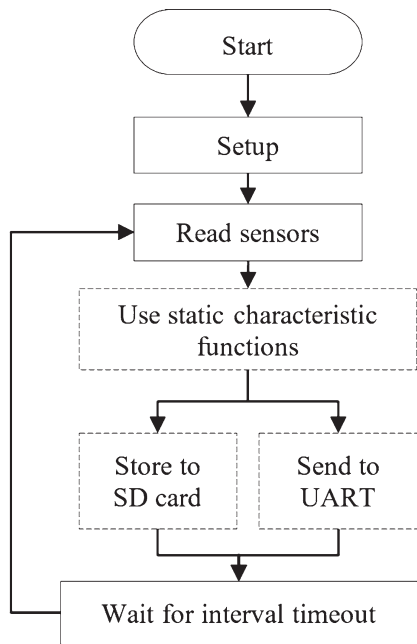 Start
Setup
Read sensors
Use static characteristic
functions
Store to
SD card
Send to
UART
Wait for interval timeout